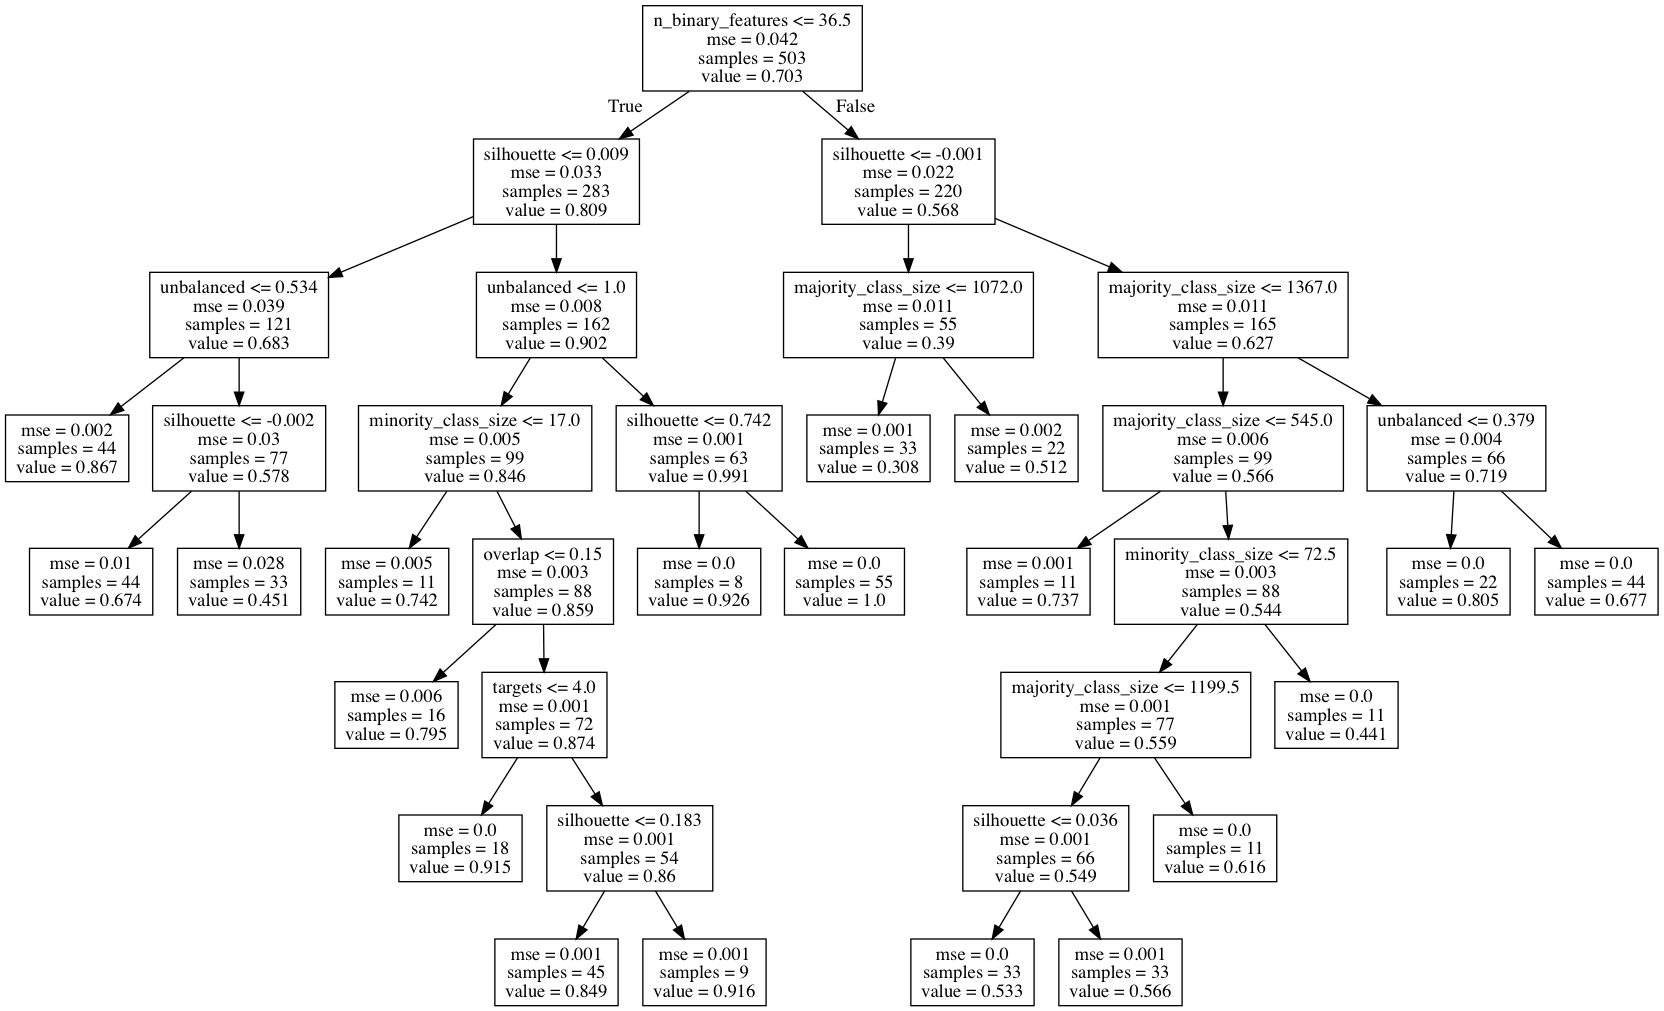 n_binary_features <= 36.5
mse = 0.042
samples = 503
value = 0.703
True
False
silhouette <= 0.009
mse = 0.033
samples = 283
value = 0.809
silhouette <= -0.001
mse = 0.022
samples = 220
value = 0.568
unbalanced <= 0.534
mse = 0.039
samples = 121
value = 0.683
unbalanced <= 1.0
mse = 0.008
samples = 162
value = 0.902
majority_class_size <= 1072.0
mse = 0.011
samples = 55
value = 0.39
majority_class_size <= 1367.0
mse = 0.011
samples = 165
value = 0.627
mse = 0.002
samples = 44
value = 0.867
silhouette <= -0.002
mse = 0.03
samples = 77
value = 0.578
minority_class_size <= 17.0
mse = 0.005
samples = 99
value = 0.846
silhouette <= 0.742
mse = 0.001
samples = 63
value = 0.991
mse = 0.001
samples = 33
value = 0.308
mse = 0.002
samples = 22
value = 0.512
majority_class_size <= 545.0
mse = 0.006
samples = 99
value = 0.566
unbalanced <= 0.379
mse = 0.004
samples = 66
value = 0.719
mse = 0.01
samples = 44
value = 0.674
mse = 0.028
samples = 33
value = 0.451
mse = 0.005
samples = 11
value = 0.742
overlap <= 0.15
mse = 0.003
samples = 88
value = 0.859
mse = 0.0
samples = 8
value = 0.926
mse = 0.0
samples = 55
value = 1.0
mse = 0.001
samples = 11
value = 0.737
minority_class_size <= 72.5
mse = 0.003
samples = 88
value = 0.544
mse = 0.0
samples = 22
value = 0.805
mse = 0.0
samples = 44
value = 0.677
mse = 0.006
samples = 16
value = 0.795
targets <= 4.0
mse = 0.001
samples = 72
value = 0.874
majority_class_size <= 1199.5
mse = 0.001
samples = 77
value = 0.559
mse = 0.0
samples = 11
value = 0.441
mse = 0.0
samples = 18
value = 0.915
silhouette <= 0.183
mse = 0.001
samples = 54
value = 0.86
silhouette <= 0.036
mse = 0.001
samples = 66
value = 0.549
mse = 0.0
samples = 11
value = 0.616
mse = 0.001
samples = 45
value = 0.849
mse = 0.001
samples = 9
value = 0.916
mse = 0.0
samples = 33
value = 0.533
mse = 0.001
samples = 33
value = 0.566